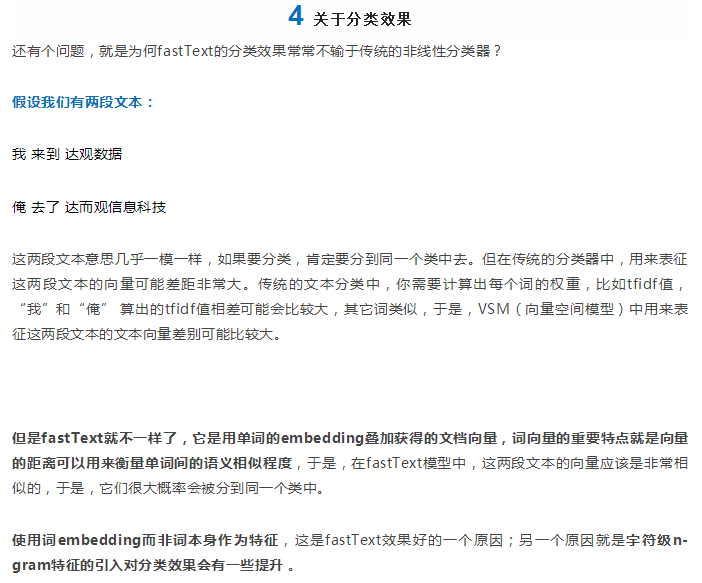 4 关于分类效果
还有个问题，就是为何fastText的分类效果常常不输于传统的非线性分类器？
假设我们有两段文本：
我 来到 达观数据
俺 去了 达而观信息科技
这两段文本意思几乎一模一样，如果要分类，肯定要分到同一个类中去。但在传统的分类器中，用来表征
这两段文本的向量可能差距非常大。传统的文本分类中，你需要计算出每个词的权重，比如tfidf值，
“我”和“俺” 算出的tfidf值相差可能会比较大，其它词类似，于是，VSM（向量空间模型）中用来表
征这两段文本的文本向量差别可能比较大。
但是fastText就不一样了，它是用单词的embedding叠加获得的文档向量，词向量的重要特点就是向量
的距离可以用来衡量单词间的语义相似程度，于是，在fastText模型中，这两段文本的向量应该是非常相
似的，于是，它们很大概率会被分到同一个类中。
使用词embedding而非词本身作为特征，这是fastText效果好的一个原因；另一个原因就是字符级n-
gram特征的引入对分类效果会有一些提升 。